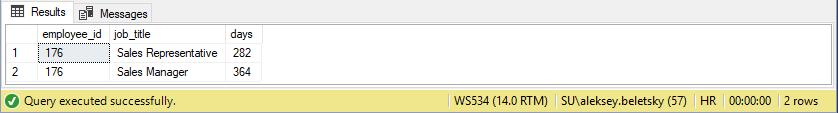 Results Messages
employee_id job_title days
1 176 Sales Representative 282
2 176 Sales Manager 364
Query executed successfully. WS534 (14.0 RTM) SU\aleksey.beletsky (57) HR 00:00:00 2 rows